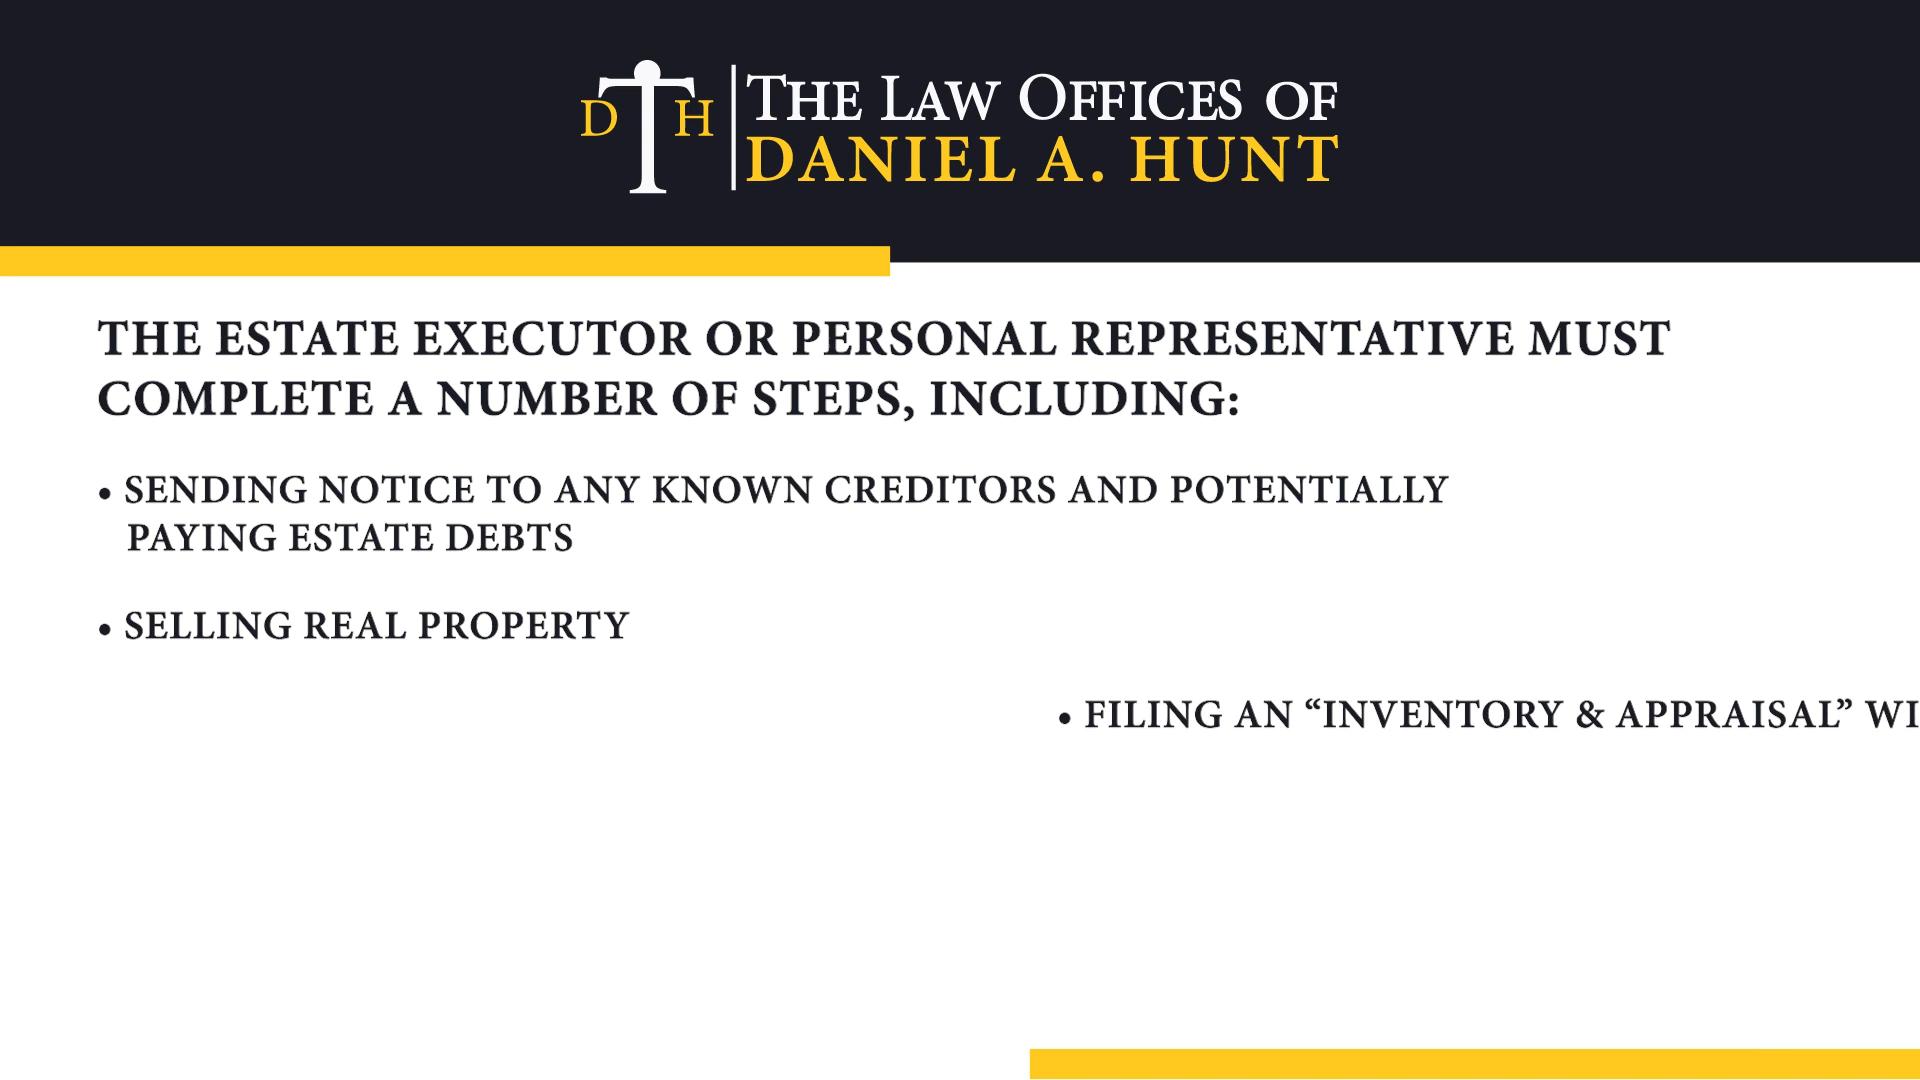 D T H
THE LAW OFFICES OF
DANIEL A. HUNT
THE ESTATE EXECUTOR OR PERSONAL REPRESENTATIVE MUST
COMPLETE A NUMBER OF STEPS, INCLUDING:
• SENDING NOTICE TO ANY KNOWN CREDITORS AND POTENTIALLY
PAYING ESTATE DEBTS
• SELLING REAL PROPERTY
• FILING AN “INVENTORY & APPRAISAL”